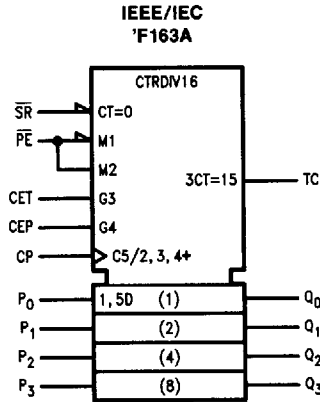 IEEE/IEC
'F163A
CTRDIV16
SR CT=0
PE M1
M2 3CT=15 TC
CET G3
CEP G4
CP C5/2,3,4+
P0 1,5D (1) Q0
P1 (2) Q1
P2 (4) Q2
P3 (8) Q3